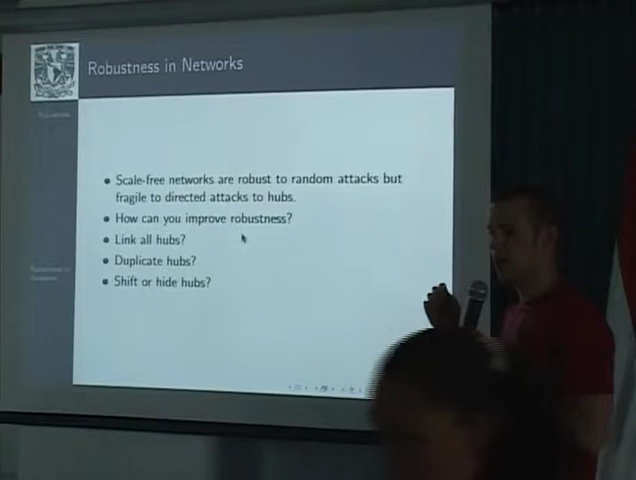 Robustness in Networks
Scale-free networks are robust to random attacks but
fragile to directed attacks to hubs.
How can you improve robustness?
Link all hubs?
Duplicate hubs?
Shift or hide hubs?